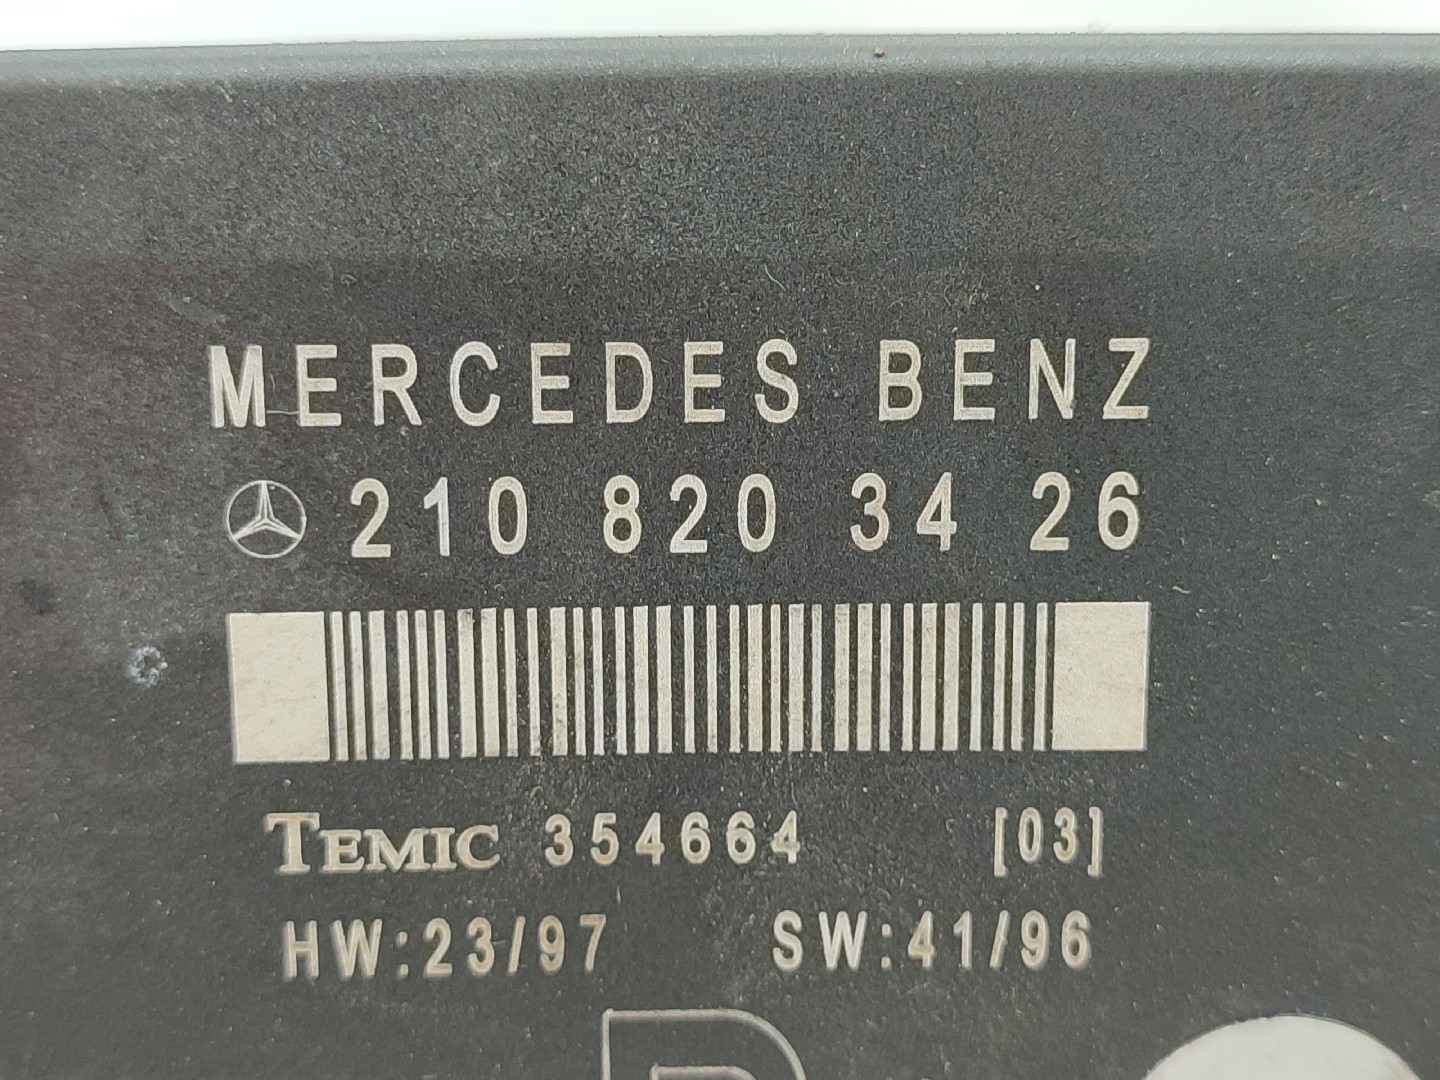 MERCEDES BENZ
210 820 34 26
TEMIC 354664 [03]
HW:23/97 SW:41/96